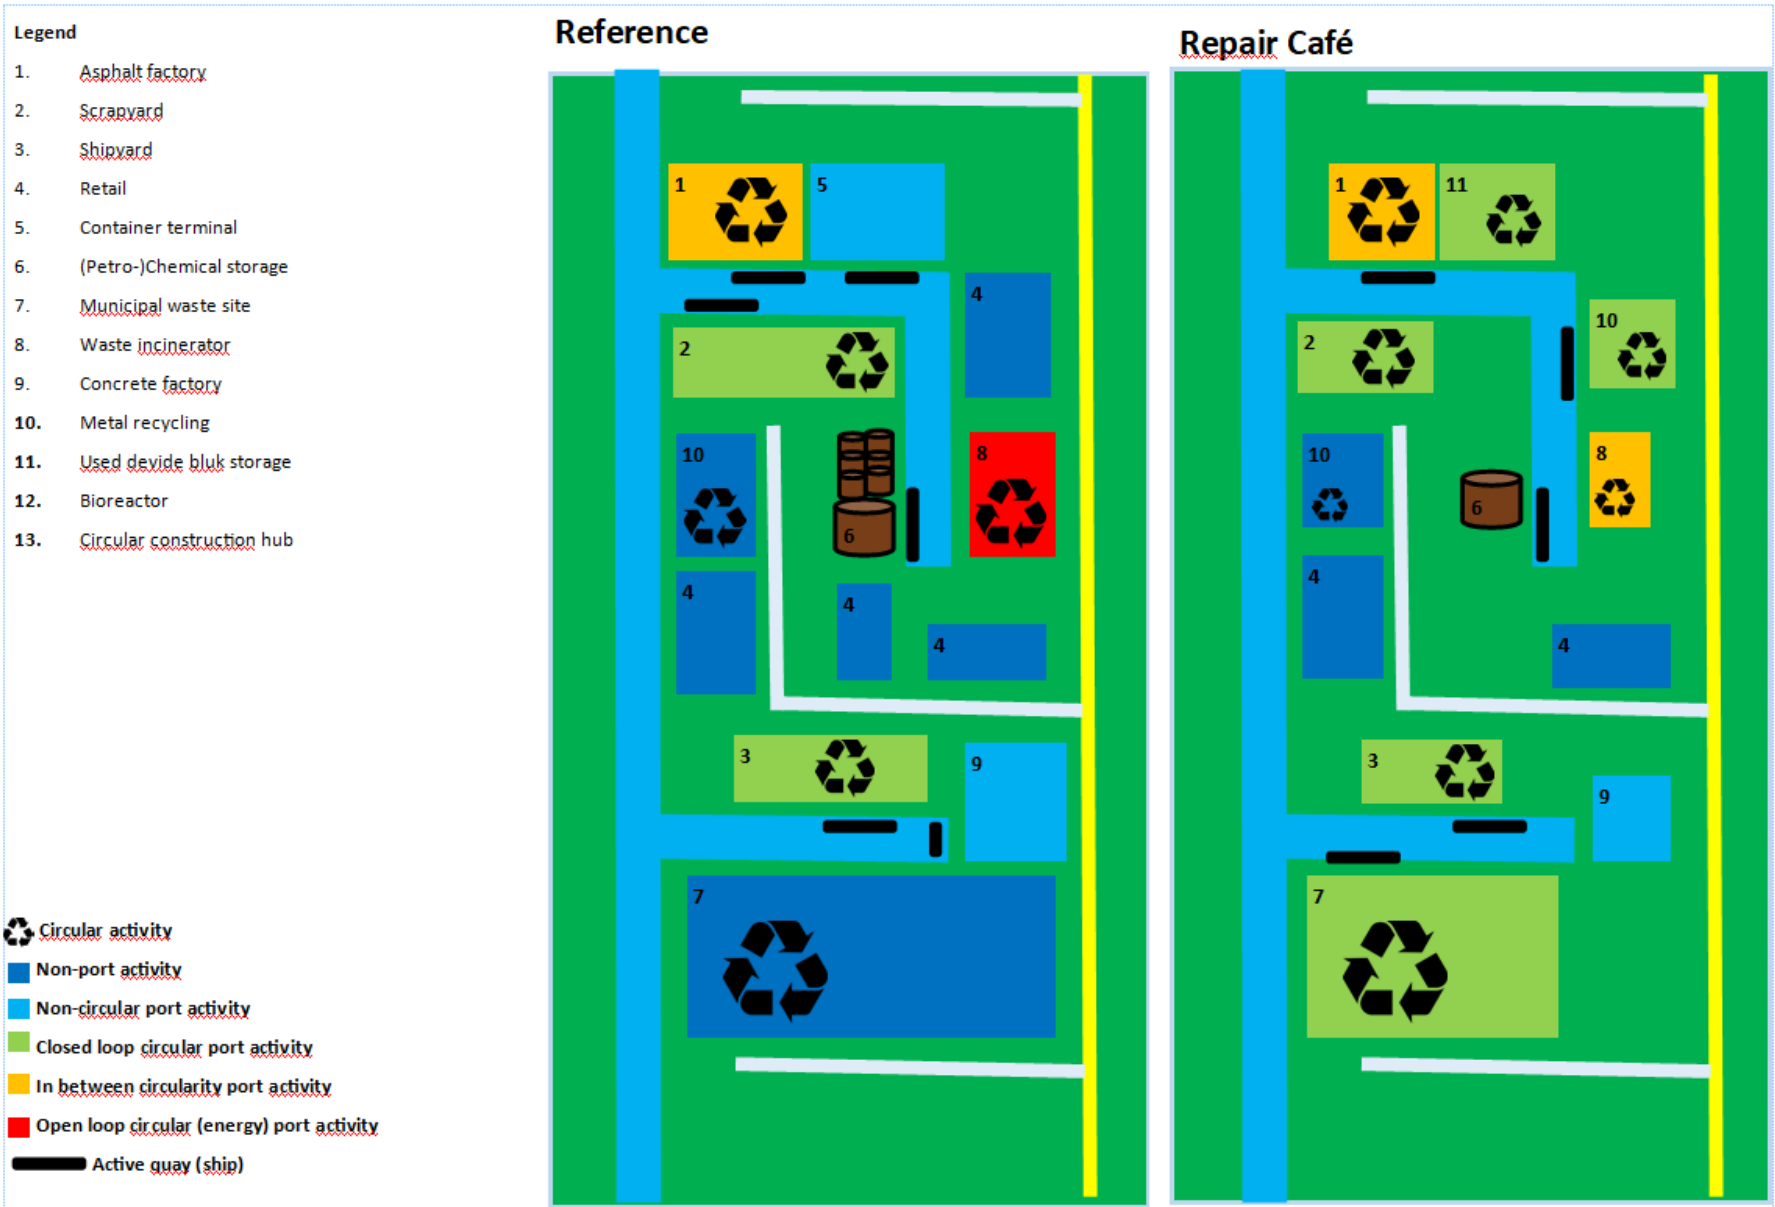 Legend
1. Asphalt factory
2. Scrapyard
3. Shipyard
4. Retail
5. Container terminal
6. (Petro-)Chemical storage
7. Municipal waste site
8. Waste incinerator
9. Concrete factory
10. Metal recycling
11. Used devide bluk storage
12. Bioreactor
13. Circular construction hub
Circular activity
Non-port activity
Non-circular port activity
Closed loop circular port activity
In between circularity port activity
Open loop circular (energy) port activity
Active quay (ship)
Reference
1 5
4
2
10 8
6
4 4
4
3 9
7
Repair Café
1 11
10
2
10 8
6
4
4
3
9
7